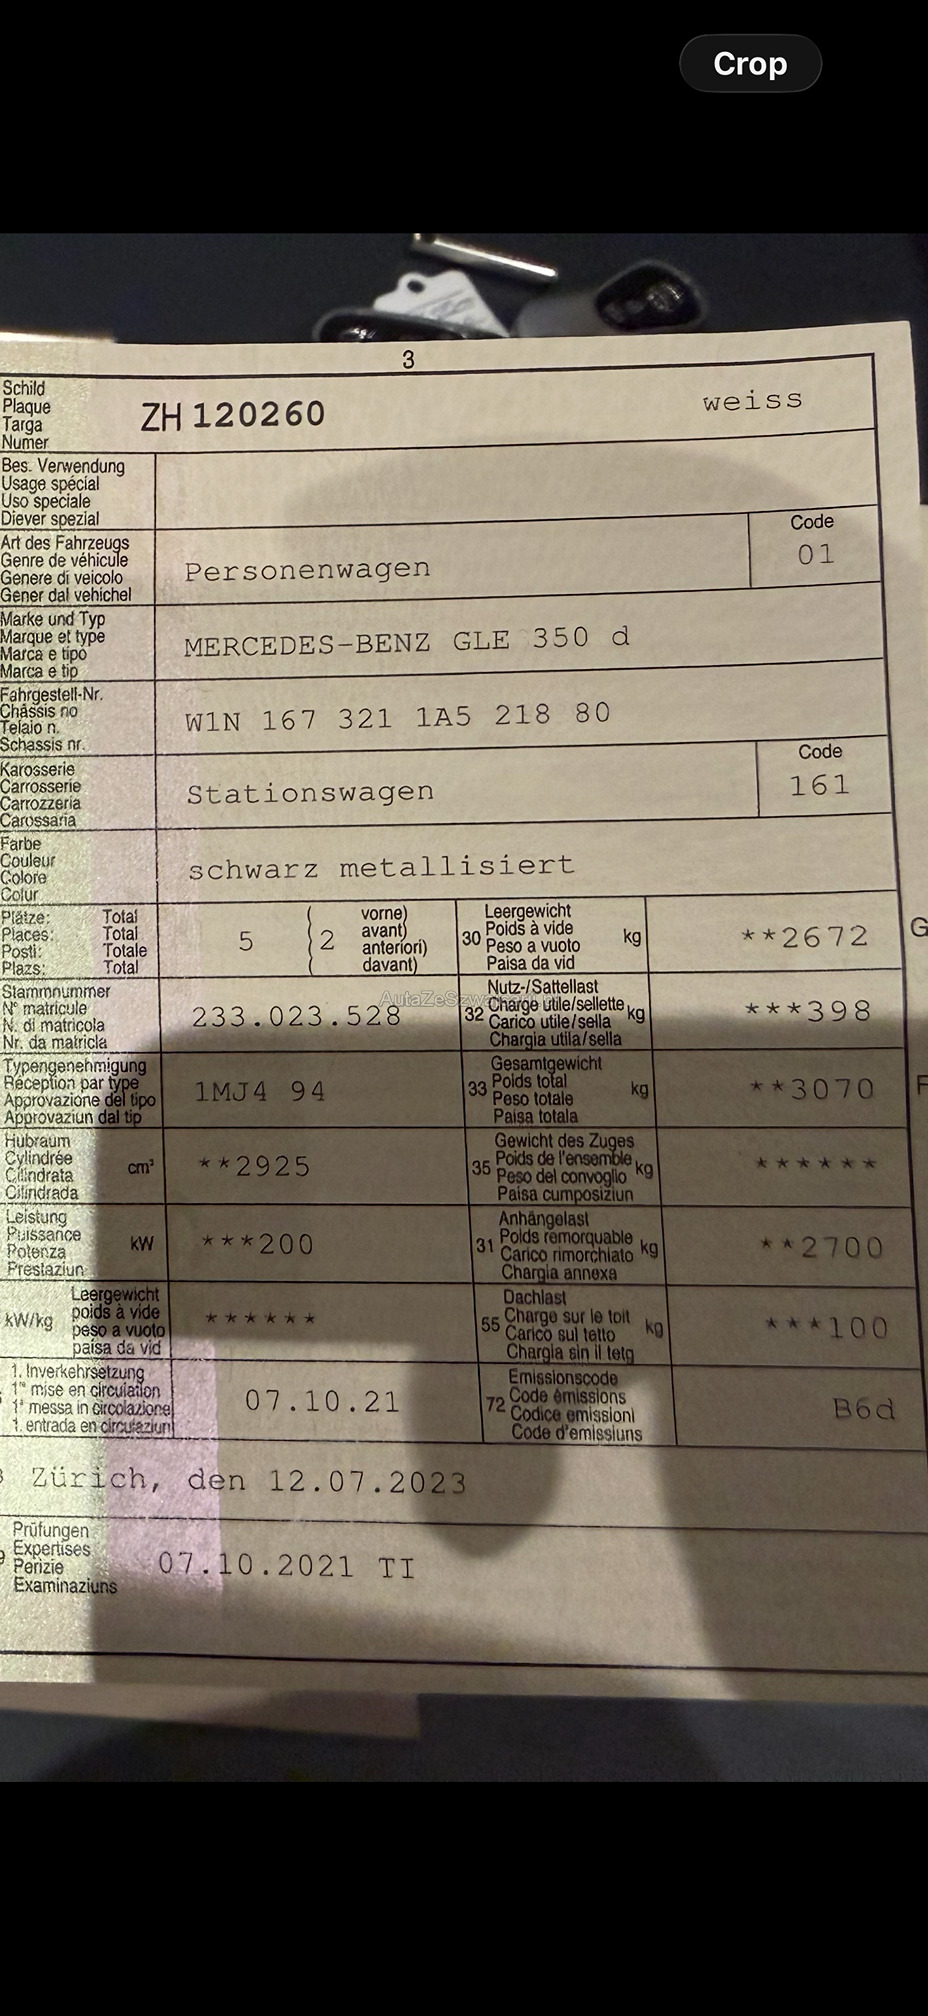 Crop
3
Schild
Plaque
Targa
Numer
ZH 120260
weiss
Bes. Verwendung
Usage spécial
Uso speciale
Diever spezial
Art des Fahrzeugs
Genre de véhicule
Genere di veicolo
Gener dal vehichel
Personenwagen
Code
01
Marke und Typ
Marque et type
Marca e tipo
Marca e tip
MERCEDES-BENZ GLE 350 d
Fahrgestell-Nr.
Châssis no
Telaio n.
Schassis nr.
W1N 167 321 1A5 218 80
Karosserie
Carrosserie
Carrozzeria
Carossaria
Stationswagen
Code
161
Farbe
Couleur
Colore
Colur
schwarz metallisiert
Plätze: Total
Places: Total
Posti: Totale
Plazs: Total
5
2
vorne)
avant)
anteriori)
davant)
30
Leergewicht
Poids à vide
Peso a vuoto
Paisa da vid
kg
**2672
G
Stammnummer
N° matricule
N. di matricola
Nr. da matricla
233.023.528
32
Nutz-/Sattellast
Charge utile/sellette
Carico utile/sella
Chargia utila/sella
kg
***398
Typengenehmigung
Réception par type
Approvazione del tipo
Approvaziun dal tip
1MJ4 94
33
Gesamtgewicht
Poids total
Peso totale
Paisa totala
kg
**3070
F
Hubraum
Cylindrée
Cilindrata
Cilindrada
cm³
**2925
35
Gewicht des Zuges
Poids de l'ensemble
Peso del convoglio
Paisa cumposiziun
kg
******
Leistung
Puissance
Potenza
Prestaziun
kW
***200
31
Anhängelast
Poids remorquable
Carico rimorchiato
Chargia annexa
kg
**2700
kW/kg
Leergewicht
poids à vide
peso a vuoto
paisa da vid
******
55
Dachlast
Charge sur le toit
Carico sul tetto
Chargia sin il tetg
kg
***100
1. Inverkehrsetzung
1re mise en circulation
1a messa in circolazione
1. entrada en circulaziun
07.10.21
72
Emissionscode
Code émissions
Codice emissioni
Code d'emissiuns
B6d
Zürich, den 12.07.2023
Prüfungen
Expertises
Perizie
Examinaziuns
07.10.2021 TI